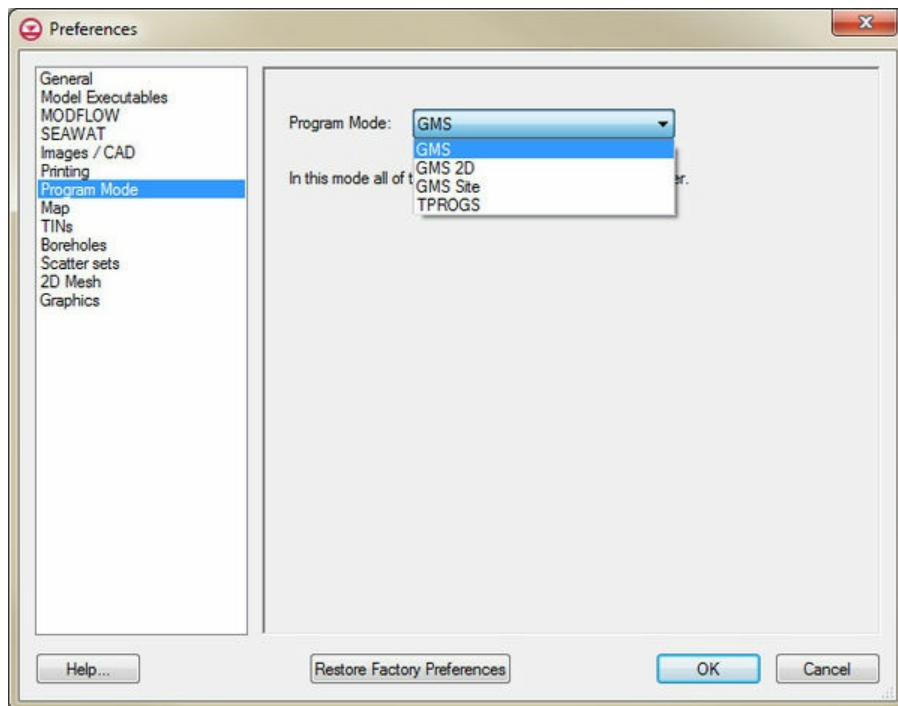 Preferences
General
Model Executables
MODFLOW
SEAWAT
Images / CAD
Printing
Program Mode
Map
TINs
Boreholes
Scatter sets
2D Mesh
Graphics
Program Mode: GMS
GMS
GMS 2D
GMS Site
TPROGS
In this mode all of
Help...
Restore Factory Preferences
OK
Cancel